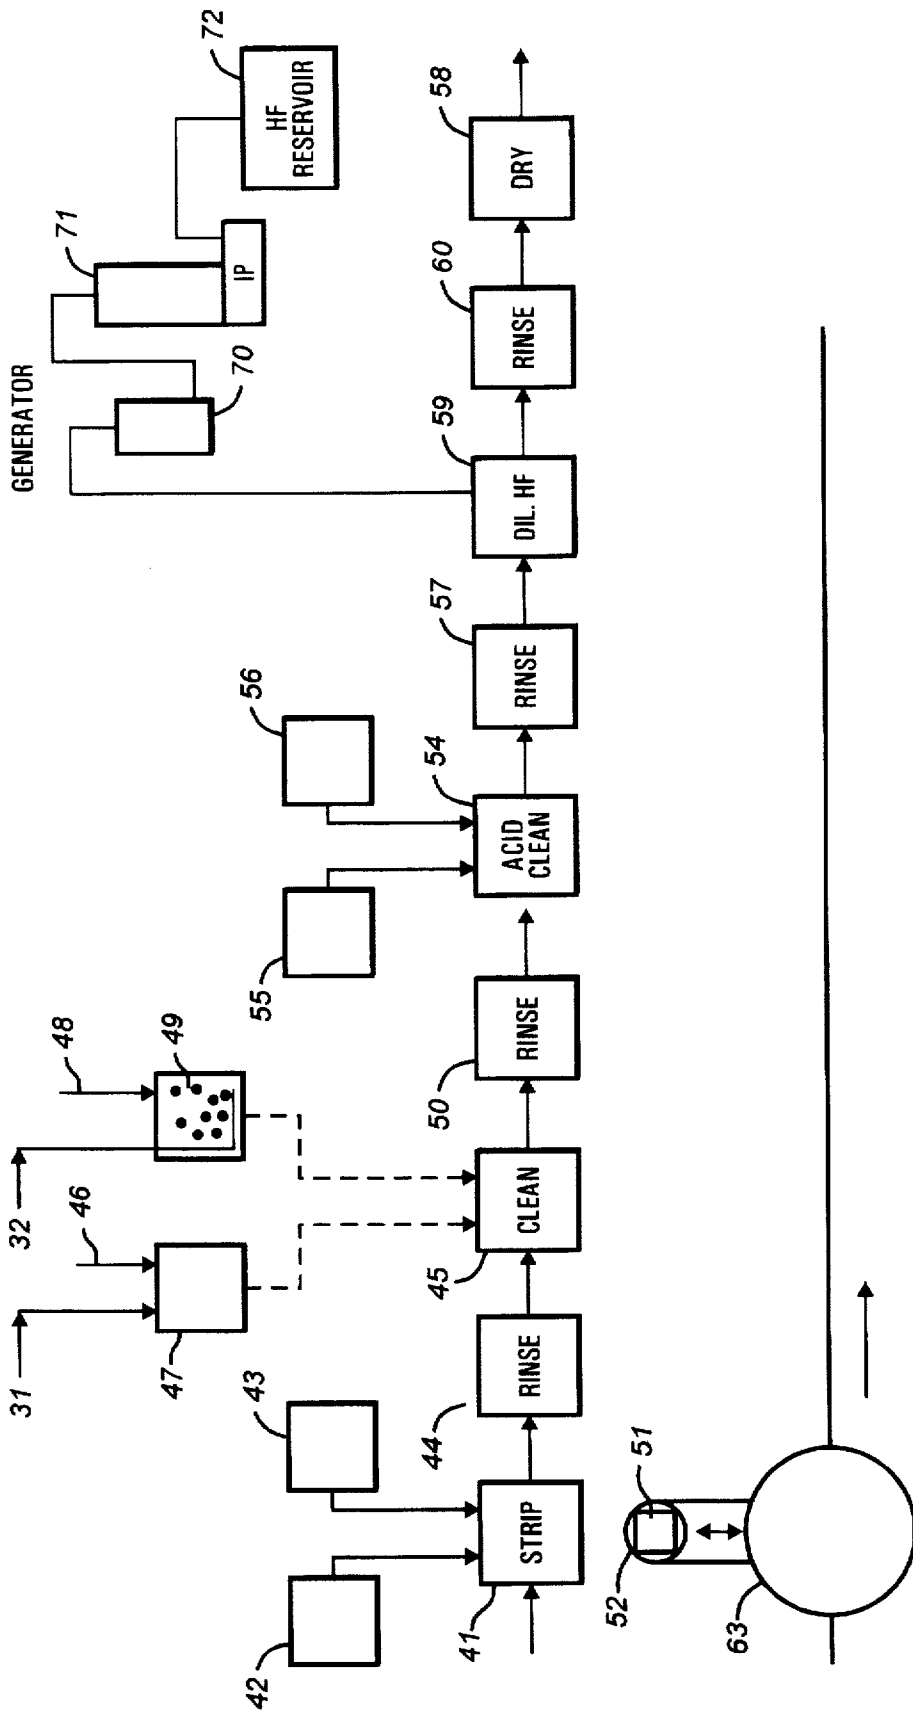 GENERATOR
72
HF
RESERVOIR
71
IP
70
31
46
47
32
48
49
42
43
55
56
41
STRIP
44
RINSE
45
CLEAN
50
RINSE
54
ACID
CLEAN
57
RINSE
59
DIL. HF
60
RINSE
58
DRY
52
51
63